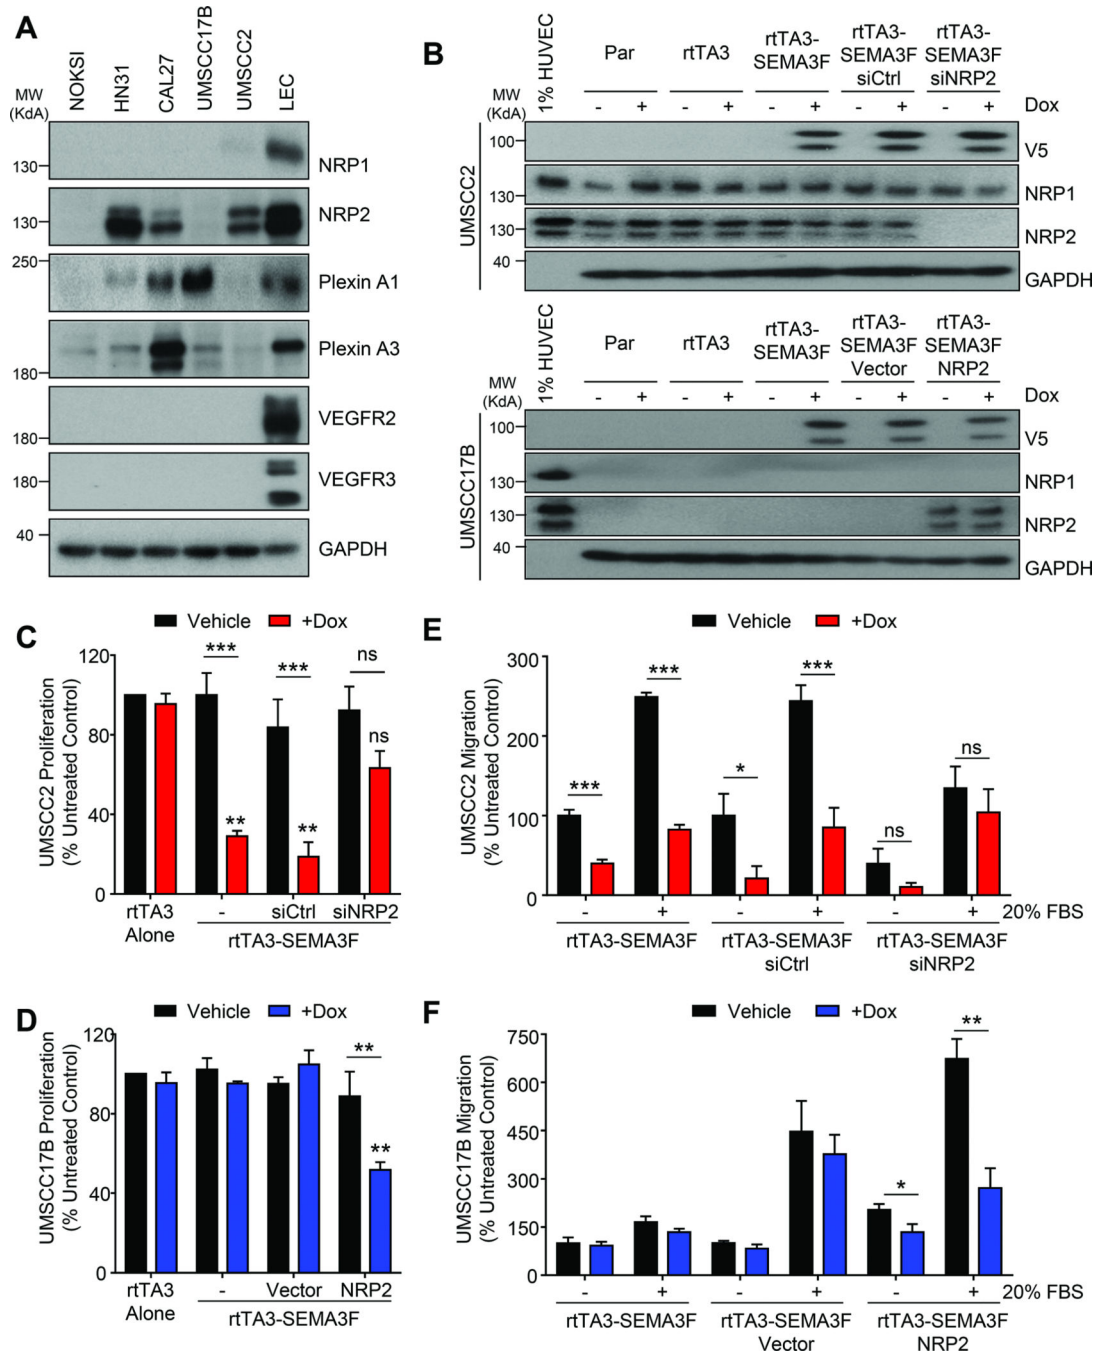 A
MW
(KdA)
NOKSI
HN31
CAL27
UMSCC17B
UMSCC2
LEC
130
NRP1
130
NRP2
250
Plexin A1
180
Plexin A3
180
VEGFR2
180
VEGFR3
40
GAPDH
B
UMSCC2
MW
(KdA)
1% HUVEC
Par
rtTA3
rtTA3-
SEMA3F
rtTA3-
SEMA3F
siCtrl
rtTA3-
SEMA3F
siNRP2
- + - + - + - + - + Dox
100
V5
130
NRP1
130
NRP2
40
GAPDH
UMSCC17B
MW
(KdA)
1% HUVEC
Par
rtTA3
rtTA3-
SEMA3F
rtTA3-
SEMA3F
Vector
rtTA3-
SEMA3F
NRP2
- + - + - + - + - + Dox
100
V5
130
NRP1
130
NRP2
40
GAPDH
C
Vehicle +Dox
UMSCC2 Proliferation
(% Untreated Control)
120
80
40
0
***
***
ns
**
**
ns
rtTA3
Alone
- siCtrl siNRP2
rtTA3-SEMA3F
E
Vehicle +Dox
UMSCC2 Migration
(% Untreated Control)
300
200
100
0
***
***
*
***
ns
ns
- + - + - + 20% FBS
rtTA3-SEMA3F
rtTA3-SEMA3F
siCtrl
rtTA3-SEMA3F
siNRP2
D
Vehicle +Dox
UMSCC17B Proliferation
(% Untreated Control)
120
80
40
0
**
**
rtTA3
Alone
- Vector NRP2
rtTA3-SEMA3F
F
Vehicle +Dox
UMSCC17B Migration
(% Untreated Control)
750
600
450
300
150
0
*
**
- + - + - + 20% FBS
rtTA3-SEMA3F
rtTA3-SEMA3F
Vector
rtTA3-SEMA3F
NRP2